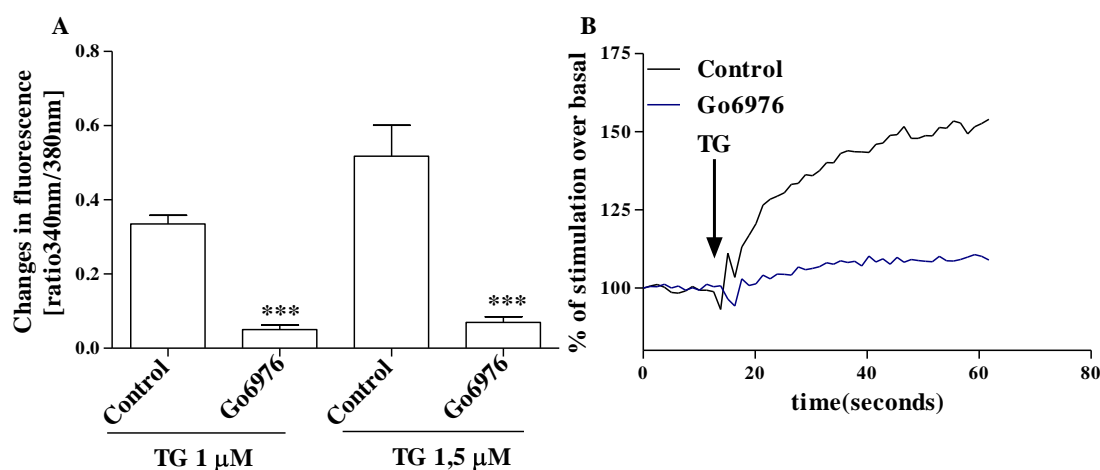 A
Changes in fluorescence
[ratio340nm/380nm]
0.8
0.6
0.4
0.2
0.0
***
***
Control
Go6976
Control
Go6976
TG 1 μM
TG 1,5 μM
B
% of stimulation over basal
175
150
125
100
Control
Go6976
TG
0
20
40
60
80
time(seconds)